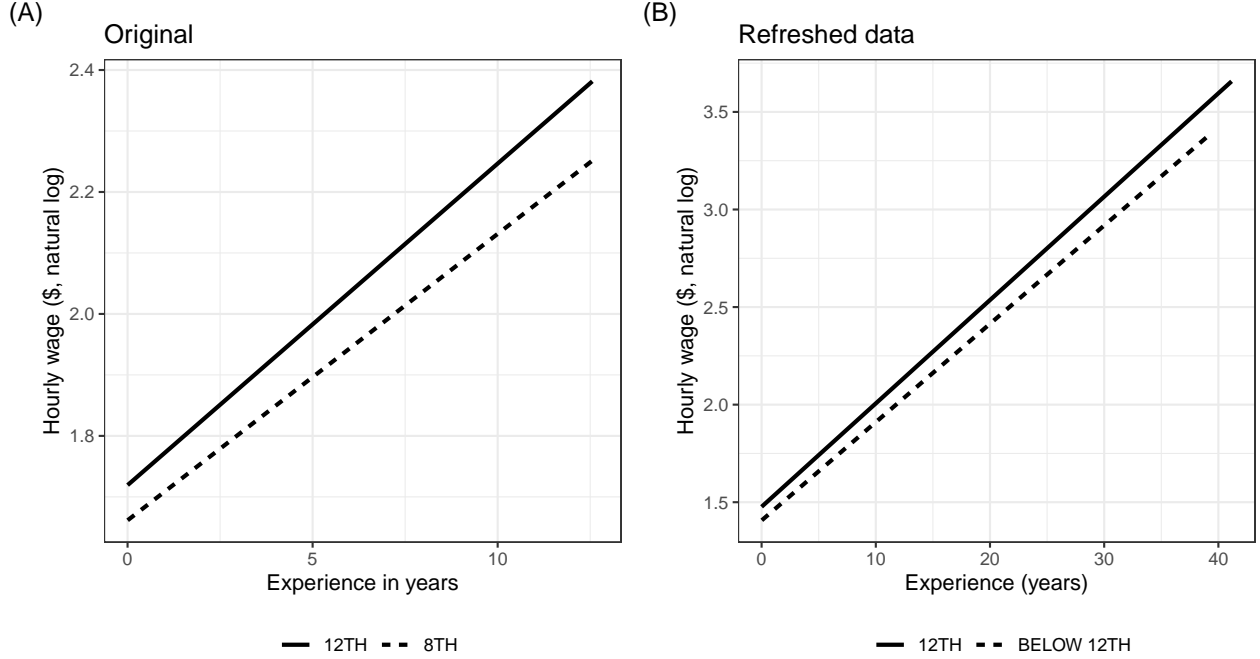 (A)
Original
2.4
2.2
2.0
1.8
Hourly wage ($, natural log)
0 5 10
Experience in years
12TH 8TH
(B)
Refreshed data
3.5
3.0
2.5
2.0
1.5
Hourly wage ($, natural log)
0 10 20 30 40
Experience (years)
12TH BELOW 12TH